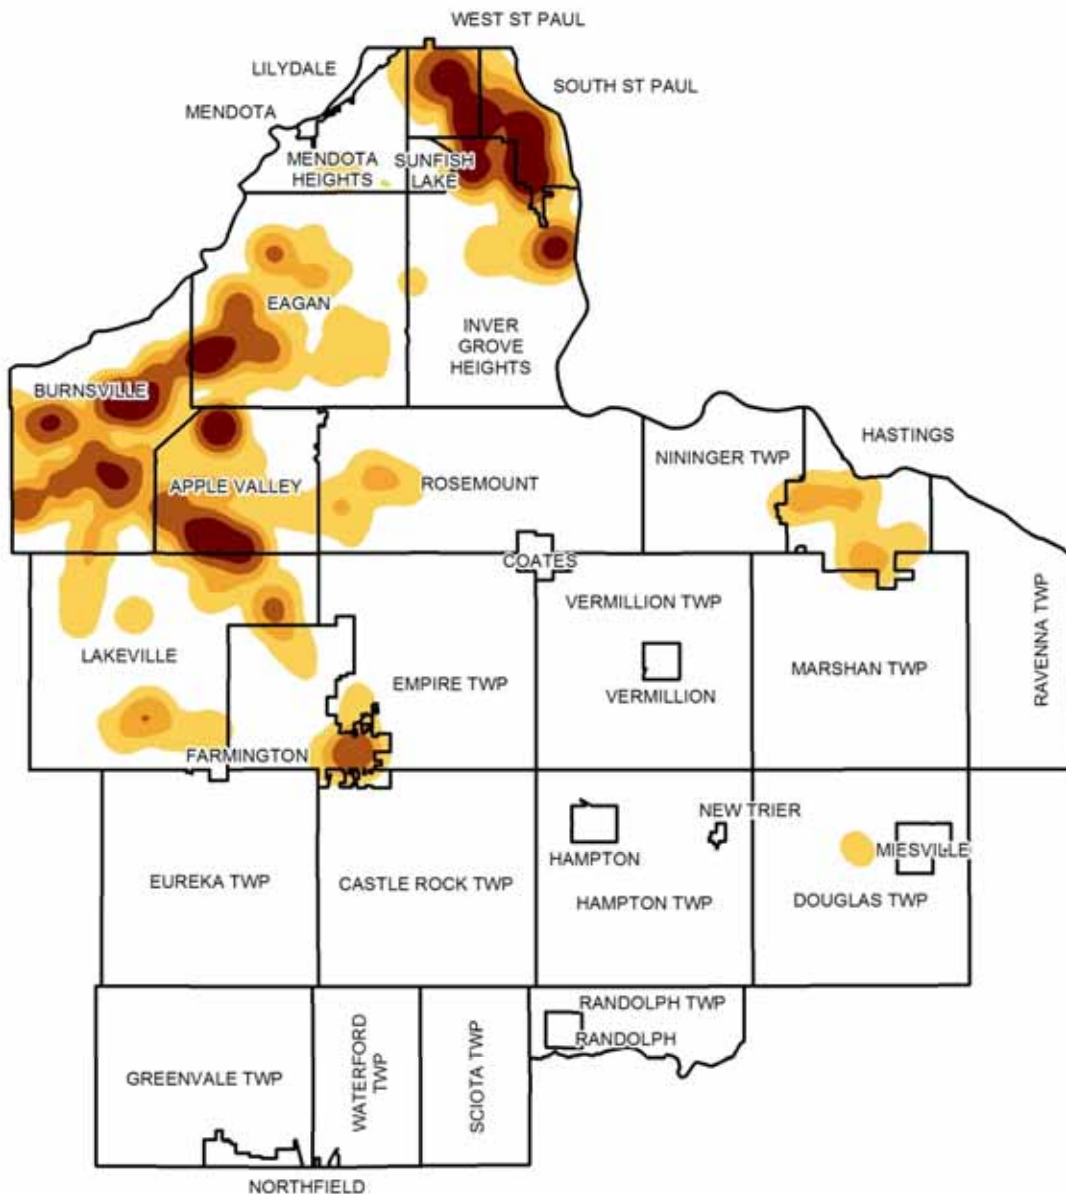 WEST ST PAUL
LILYDALE
SOUTH ST PAUL
MENDOTA
MENDOTA
HEIGHTS
SUNFISH
LAKE
EAGAN
INVER
GROVE
HEIGHTS
BURNSVILLE
HASTINGS
NININGER TWP
APPLE VALLEY
ROSEMOUNT
COATES
VERMILLION TWP
RAVENNA TWP
LAKEVILLE
EMPIRE TWP
VERMILLION
MARSHAN TWP
FARMINGTON
NEW TRIER
HAMPTON
MIESVILLE
EUREKA TWP
CASTLE ROCK TWP
HAMPTON TWP
DOUGLAS TWP
RANDOLPH TWP
RANDOLPH
GREENVALE TWP
WATERFORD
TWP
SCIOTA TWP
NORTHFIELD